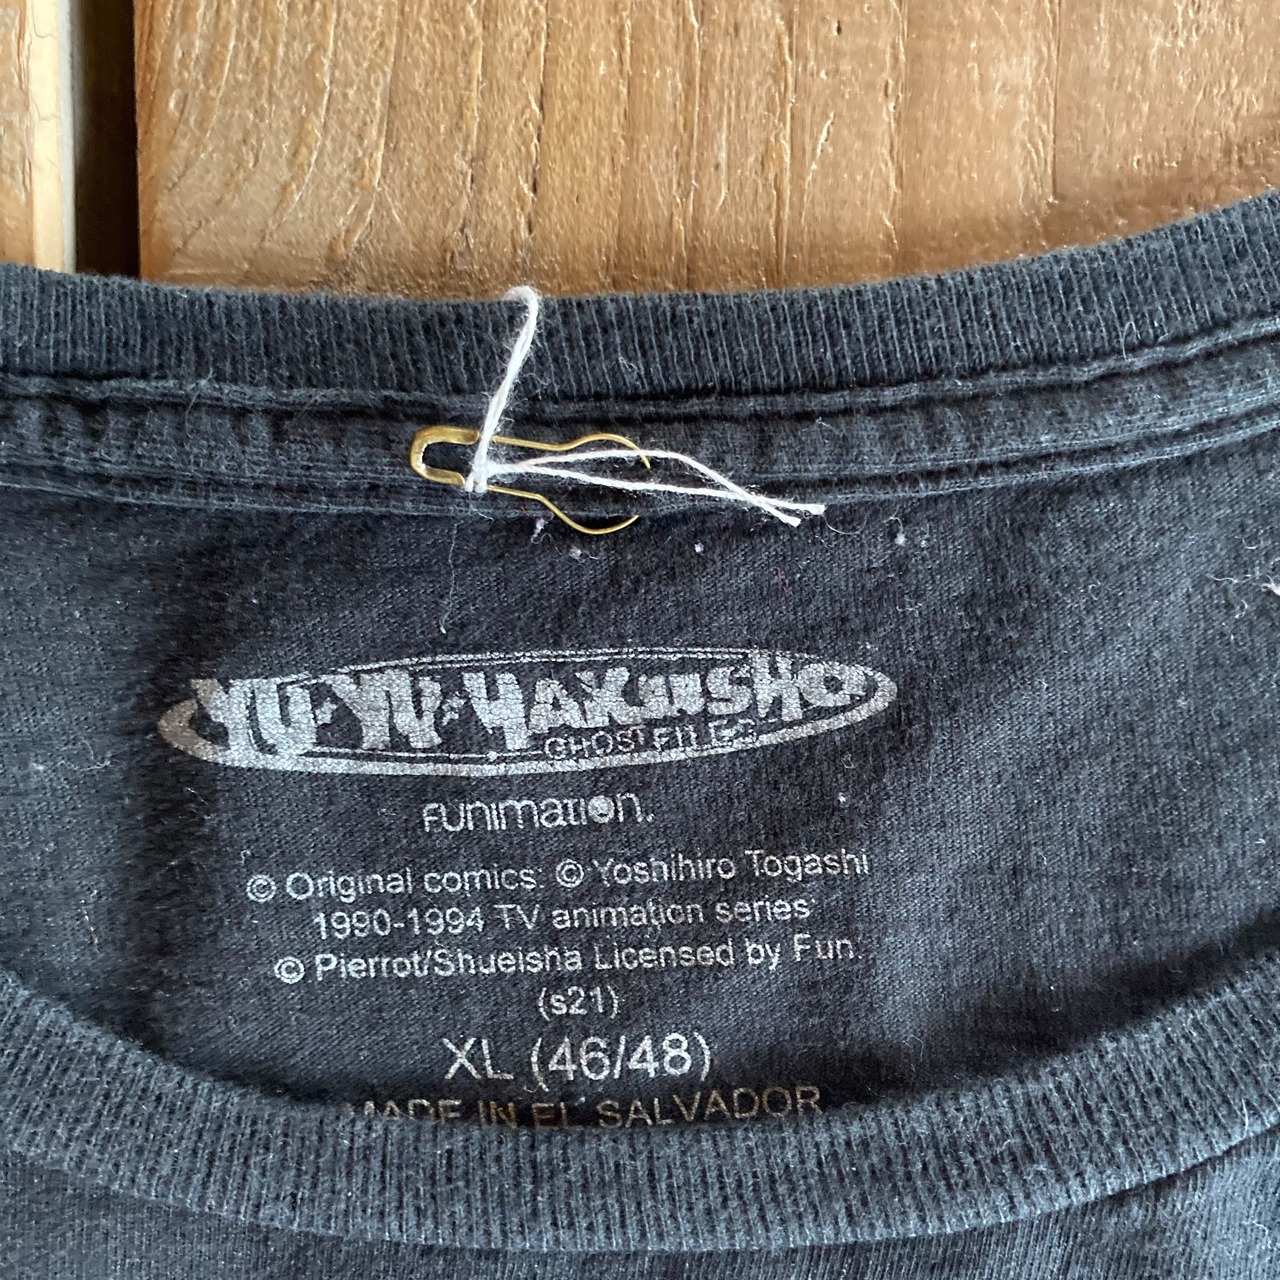 YU·YU·YAKUSHO
GHOST FILES
FUnimation.
© Original comics: © Yoshihiro Togashi
1990-1994 TV animation series:
© Pierrot/Shueisha Licensed by Fun.
(s21)
XL (46/48)
MADE IN EL SALVADOR